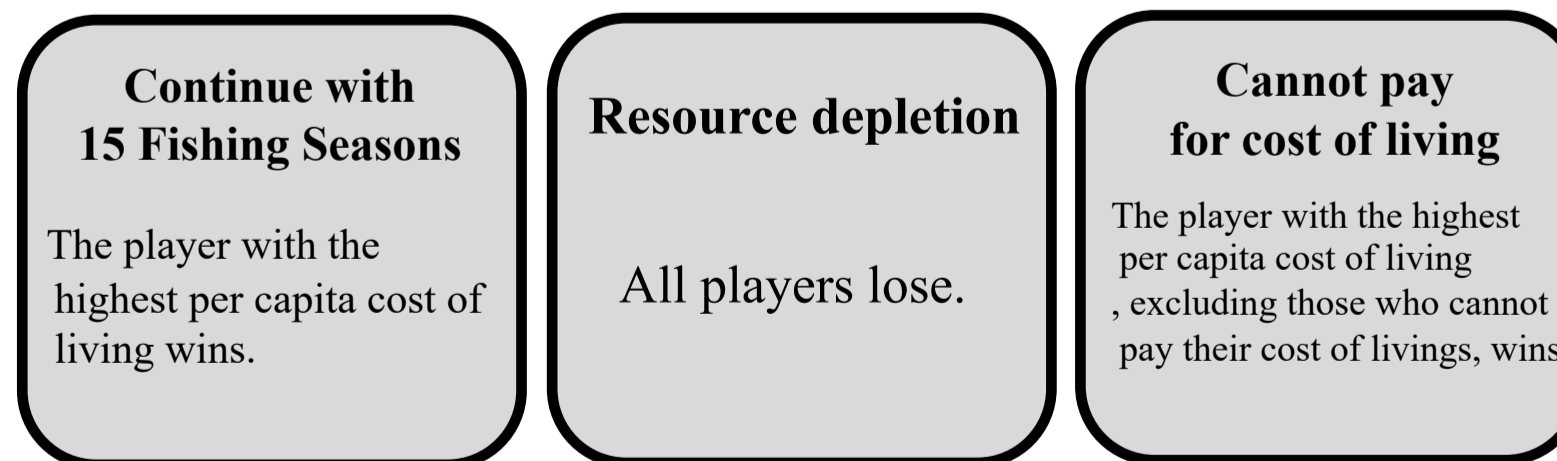 Continue with
15 Fishing Seasons
The player with the
highest per capita cost of
living wins.
Resource depletion
All players lose.
Cannot pay
for cost of living
The player with the highest
per capita cost of living
, excluding those who cannot
pay their cost of livings, wins